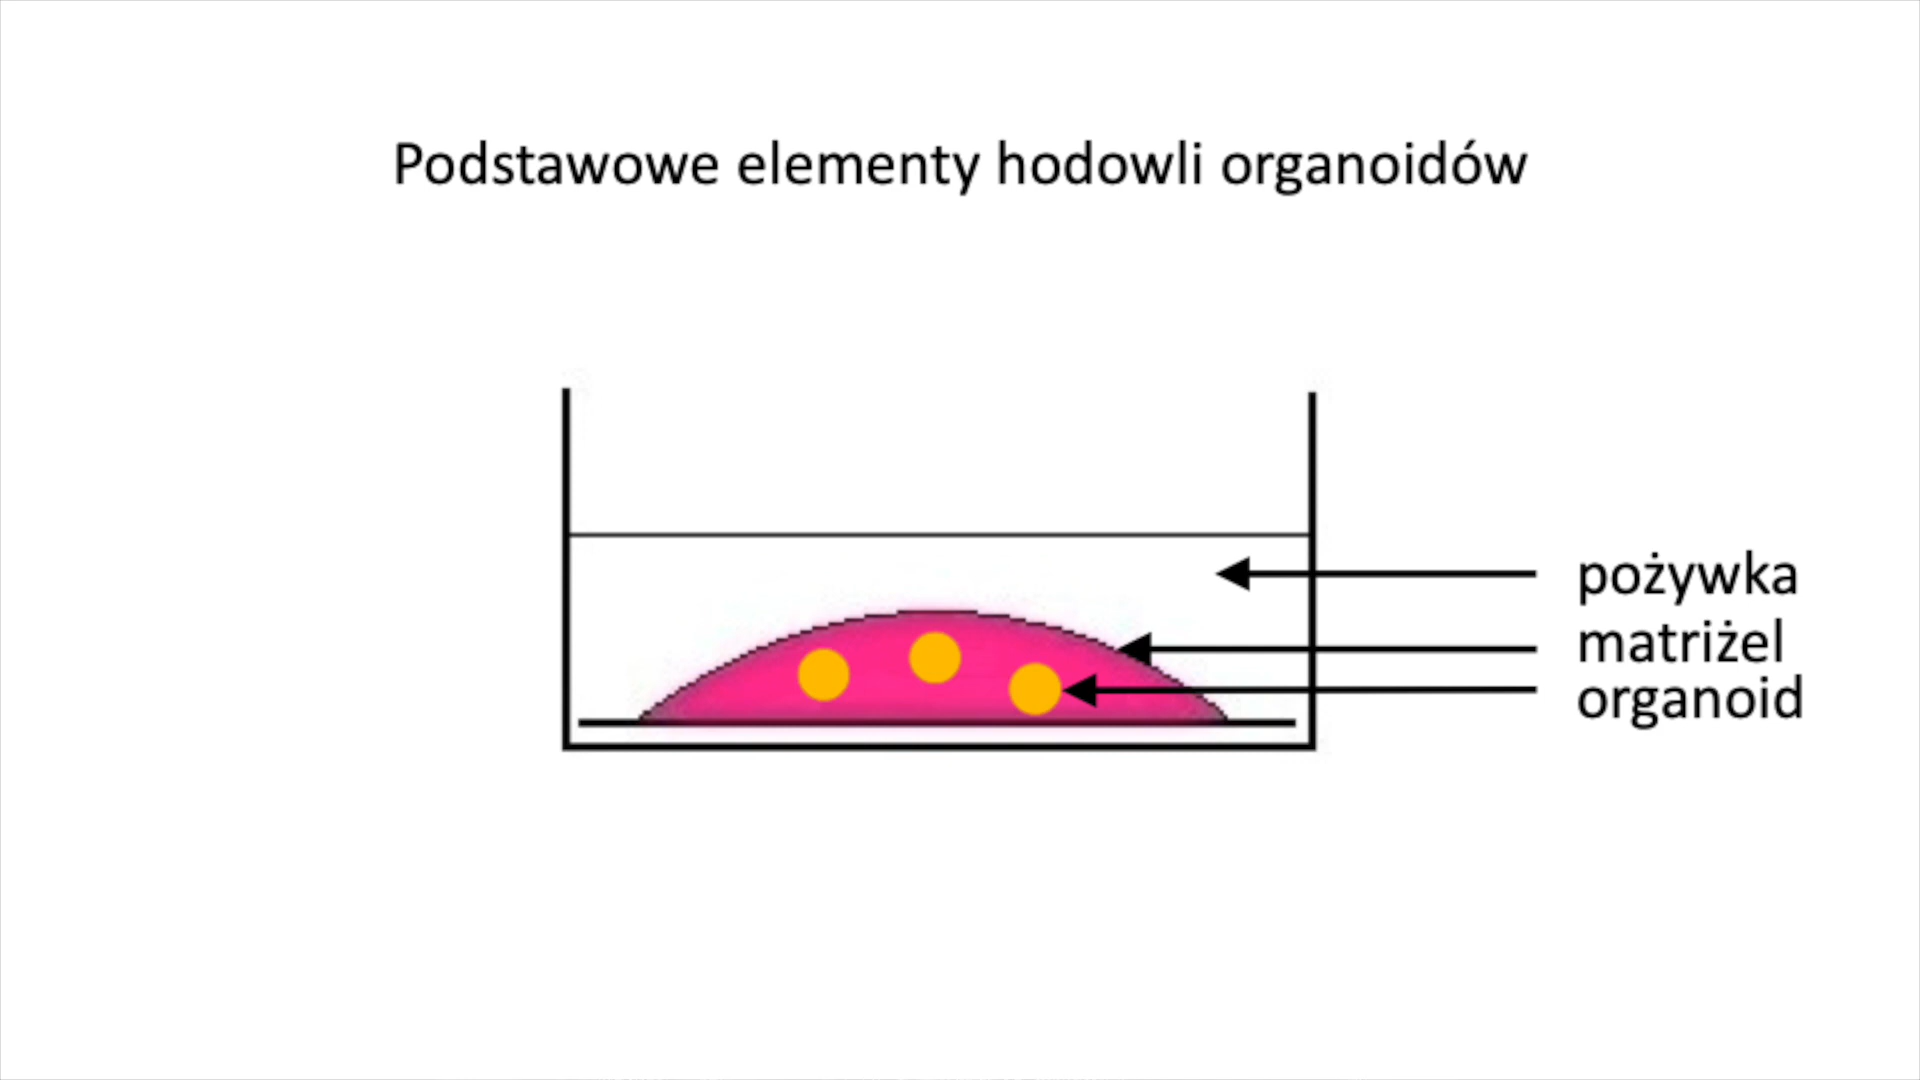 Podstawowe elementy hodowli organoidów
pożywka
matriżel
organoid